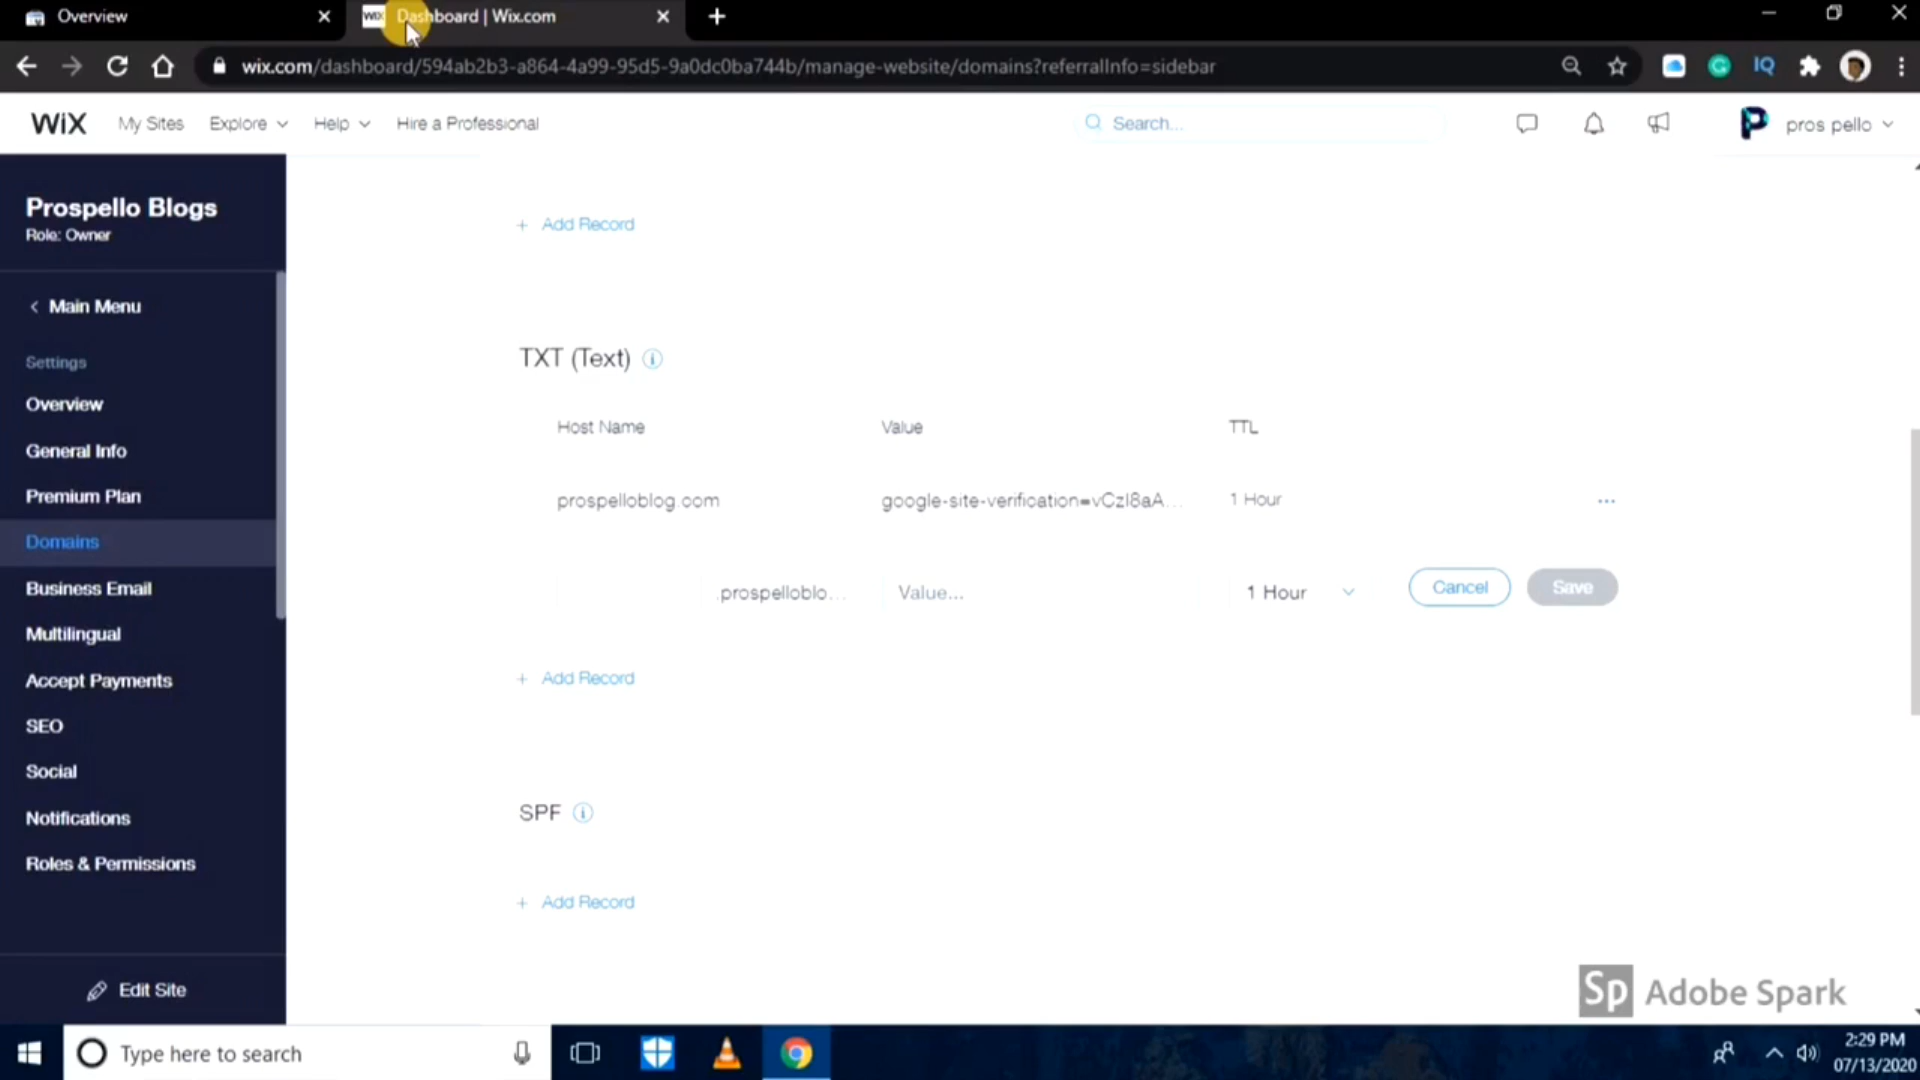 Overview
WIX Dashboard | Wix.com
wix.com/dashboard/594ab2b3-a864-4a99-95d5-9a0dc0ba744b/manage-website/domains?referralInfo=sidebar
IQ
WiX My Sites Explore Help Hire a Professional Search... pros pello
Prospello Blogs
Role: Owner
Main Menu
Settings
Overview
General Info
Premium Plan
Domains
Business Email
Multilingual
Accept Payments
SEO
Social
Notifications
Roles & Permissions
Edit Site
+ Add Record
TXT (Text)
Host Name Value TTL
prospelloblog.com google-site-verification=vCzI8aA... 1 Hour
.prospelloblo... Value... 1 Hour Cancel Save
+ Add Record
SPF
+ Add Record
Sp Adobe Spark
Type here to search
2:29 PM
07/13/2020